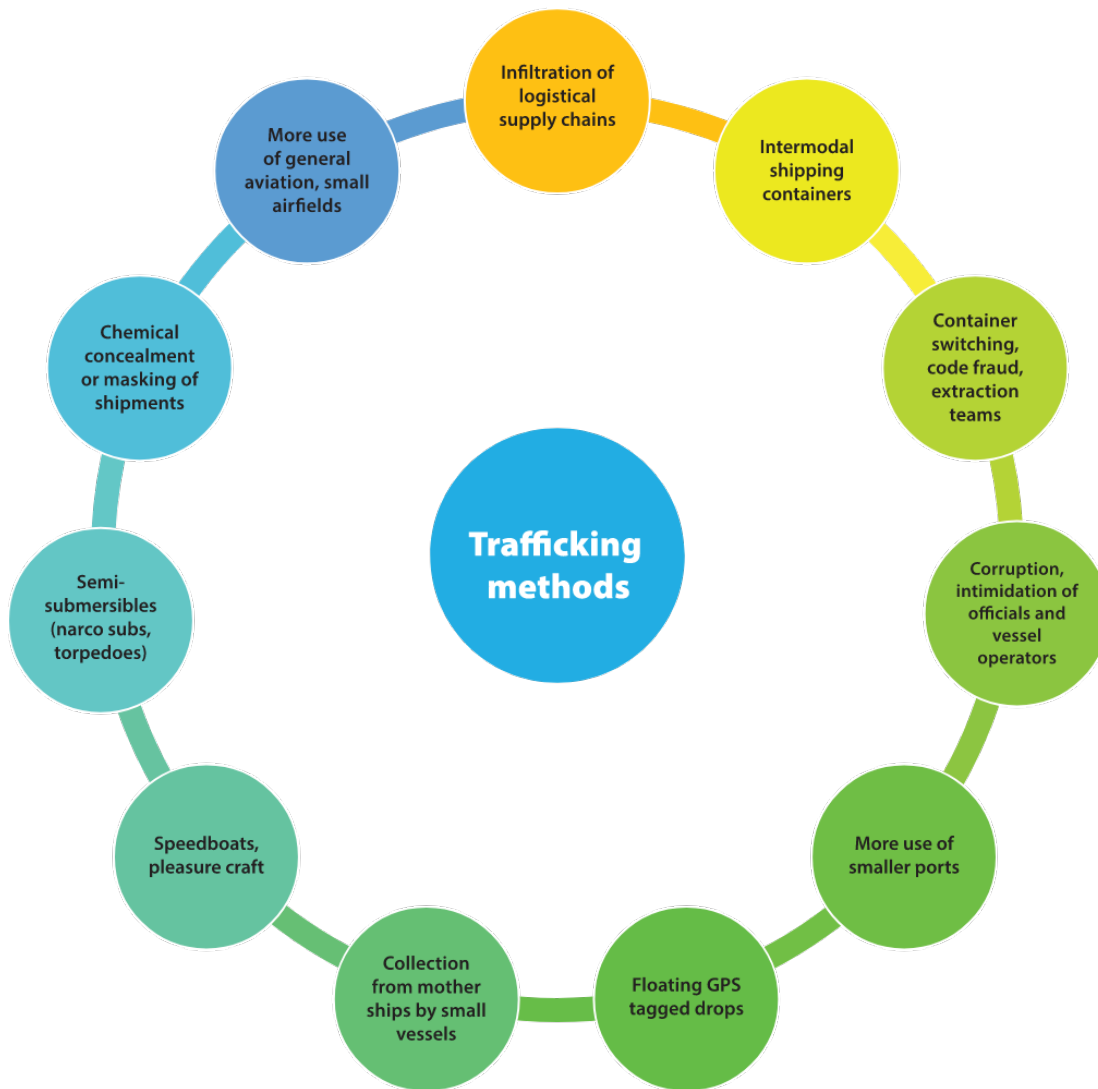 Infiltration of
logistical
supply chains
Intermodal
shipping
containers
Container
switching,
code fraud,
extraction
teams
Corruption,
intimidation of
officials and
vessel
operators
More use of
smaller ports
Floating GPS
tagged drops
Collection
from mother
ships by small
vessels
Speedboats,
pleasure craft
Semi-
submersibles
(narco subs,
torpedoes)
Chemical
concealment
or masking of
shipments
More use
of general
aviation, small
airfields
Trafficking
methods